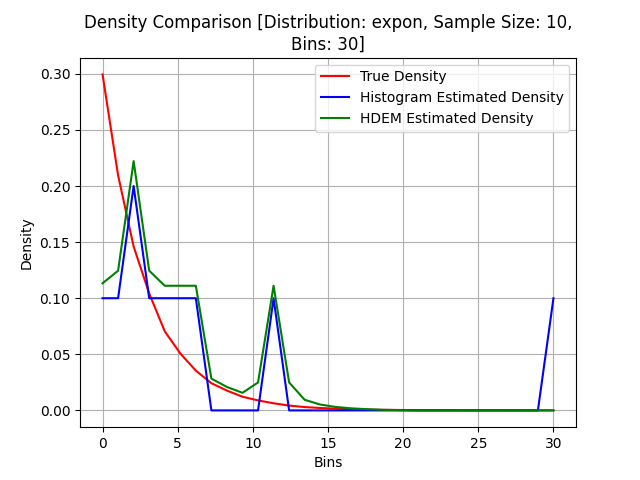 Density Comparison [Distribution: expon, Sample Size: 10,
Bins: 30]
True Density
Histogram Estimated Density
HDEM Estimated Density
Density
0.30
0.25
0.20
0.15
0.10
0.05
0.00
0 5 10 15 20 25 30
Bins